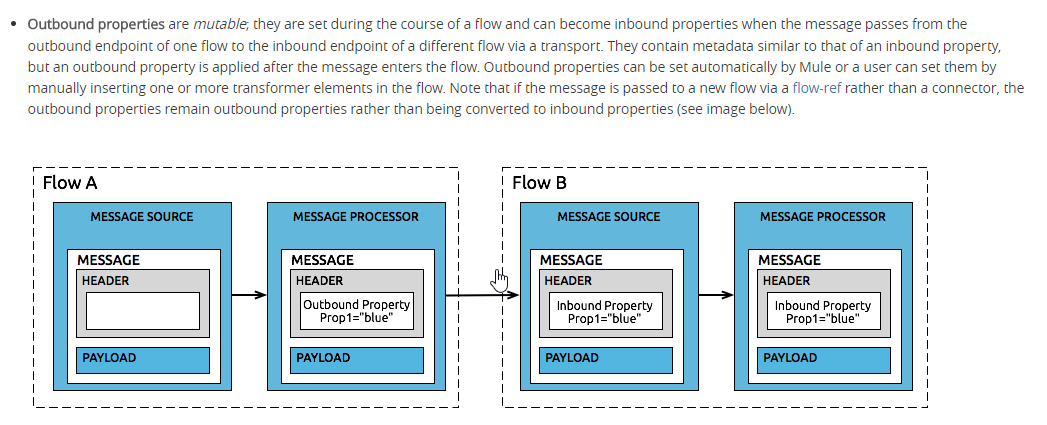 • Outbound properties are mutable; they are set during the course of a flow and can become inbound properties when the message passes from the
outbound endpoint of one flow to the inbound endpoint of a different flow via a transport. They contain metadata similar to that of an inbound property,
but an outbound property is applied after the message enters the flow. Outbound properties can be set automatically by Mule or a user can set them by
manually inserting one or more transformer elements in the flow. Note that if the message is passed to a new flow via a flow-ref rather than a connector, the
outbound properties remain outbound properties rather than being converted to inbound properties (see image below).
Flow A
MESSAGE SOURCE
MESSAGE
HEADER
PAYLOAD
MESSAGE PROCESSOR
MESSAGE
HEADER
Outbound Property
Prop1="blue"
PAYLOAD
Flow B
MESSAGE SOURCE
MESSAGE
HEADER
Inbound Property
Prop1="blue"
PAYLOAD
MESSAGE PROCESSOR
MESSAGE
HEADER
Inbound Property
Prop1="blue"
PAYLOAD